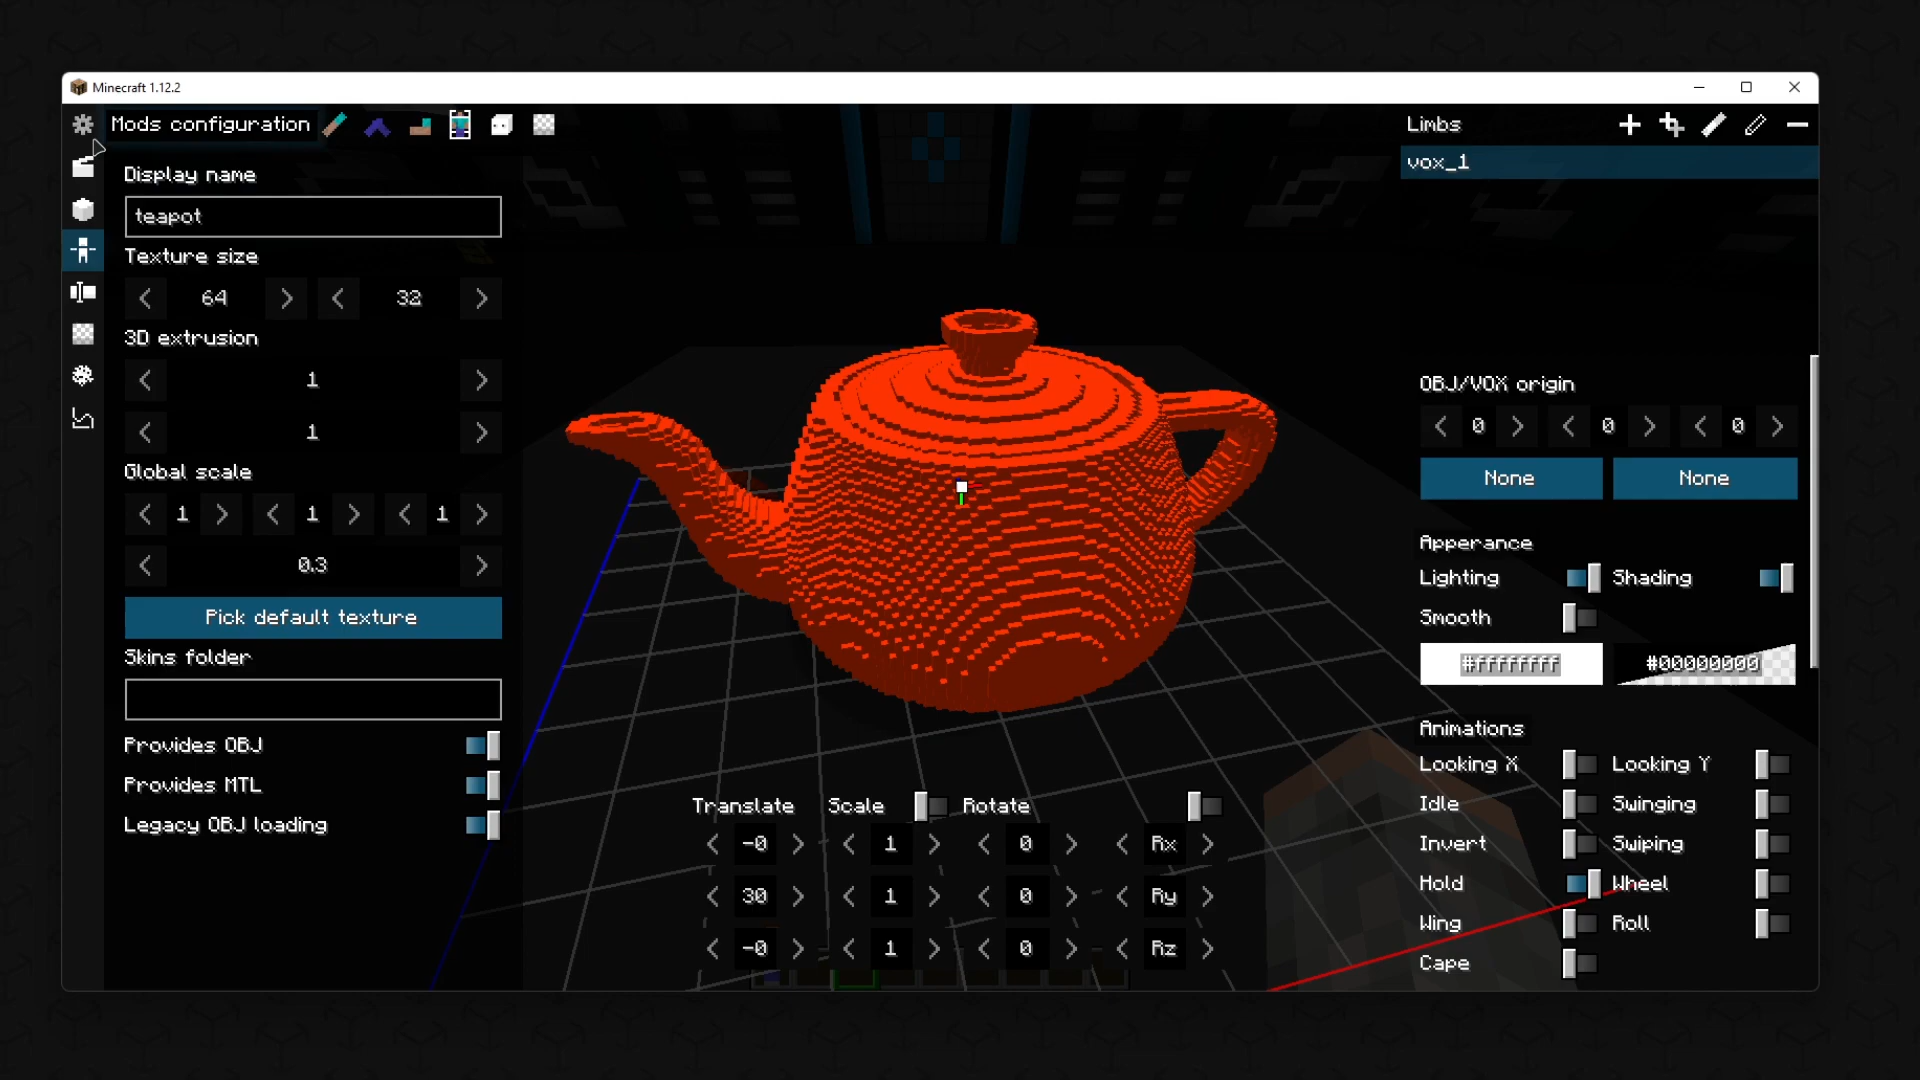 Minecraft 1.12.2
Mods configuration
Display name
teapot
Texture size
64 32
3D extrusion
1
1
Global scale
1 1 1
0.3
Pick default texture
Skins folder
Provides OBJ
Provides MTL
Legacy OBJ loading
Translate Scale Rotate
-0 1 0 Rx
30 1 0 Ry
-0 1 0 Rz
Limbs
vox_1
OBJ/VOX origin
0 0 0
None None
Apperance
Lighting Shading
Smooth
#ffffffff #00000000
Animations
Looking X Looking Y
Idle Swinging
Invert Swiping
Hold Wheel
Wing Roll
Cape